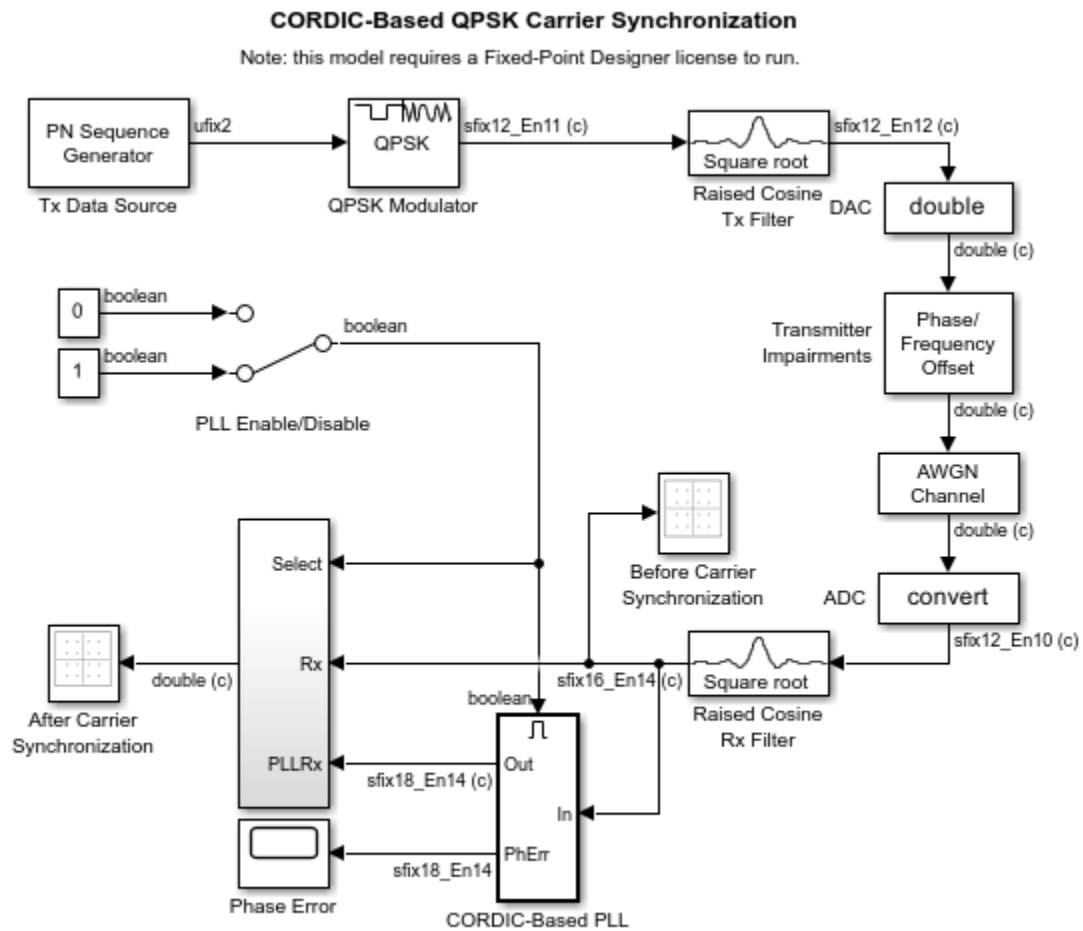 CORDIC-Based QPSK Carrier Synchronization
Note: this model requires a Fixed-Point Designer license to run.
PN Sequence
Generator
Tx Data Source
ufix2
QPSK
QPSK Modulator
sfix12_En11 (c)
Square root
Raised Cosine
Tx Filter
sfix12_En12 (c)
DAC
double
double (c)
Transmitter
Impairments
Phase/
Frequency
Offset
double (c)
AWGN
Channel
double (c)
ADC
convert
sfix12_En10 (c)
0
boolean
1
boolean
boolean
PLL Enable/Disable
Before Carrier
Synchronization
Square root
Raised Cosine
Rx Filter
sfix16_En14 (c)
Select
Rx
PLLRx
double (c)
After Carrier
Synchronization
boolean
Out
In
PhErr
CORDIC-Based PLL
sfix18_En14 (c)
sfix18_En14
Phase Error